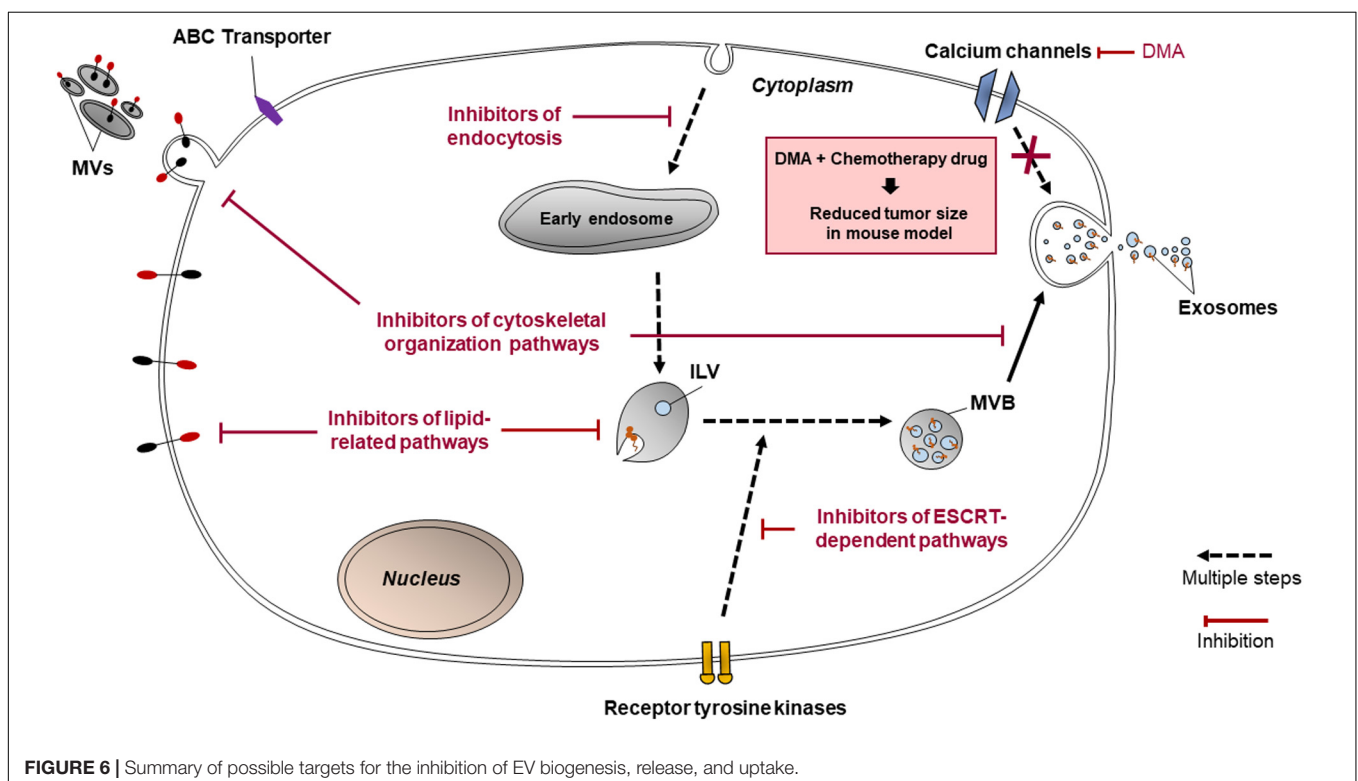 ABC Transporter
Calcium channels
DMA
Cytoplasm
MVs
Inhibitors of
endocytosis
DMA + Chemotherapy drug
Reduced tumor size
in mouse model
Early endosome
Exosomes
Inhibitors of cytoskeletal
organization pathways
ILV
MVB
Inhibitors of lipid-
related pathways
Inhibitors of ESCRT-
dependent pathways
Nucleus
Multiple steps
Inhibition
Receptor tyrosine kinases
FIGURE 6 | Summary of possible targets for the inhibition of EV biogenesis, release, and uptake.